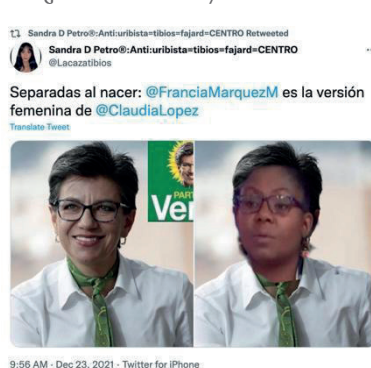 Sandra D Petro®:Anti:uribista=tibios=fajard=CENTRO Retweeted
Sandra D Petro®:Anti:uribista=tibios=fajard=CENTRO
@Lacazatibios
Separadas al nacer: @FranciaMarquezM es la versión
femenina de @ClaudiaLopez
Translate Tweet
PART
Ver
9:56 AM · Dec 23, 2021 · Twitter for iPhone